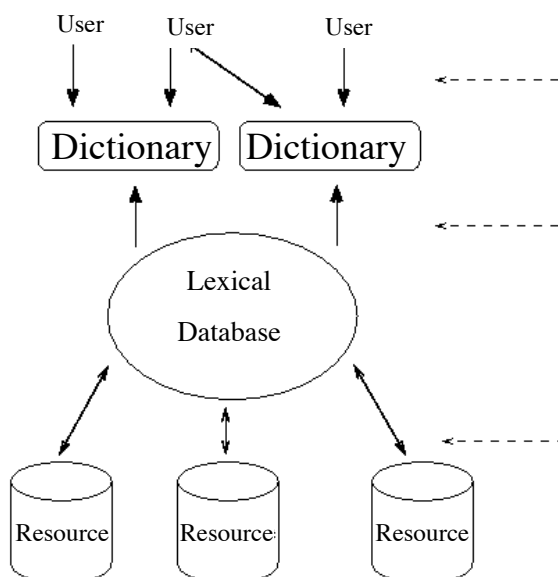 User User User
Dictionary Dictionary
Lexical
Database
Resource Resource Resource